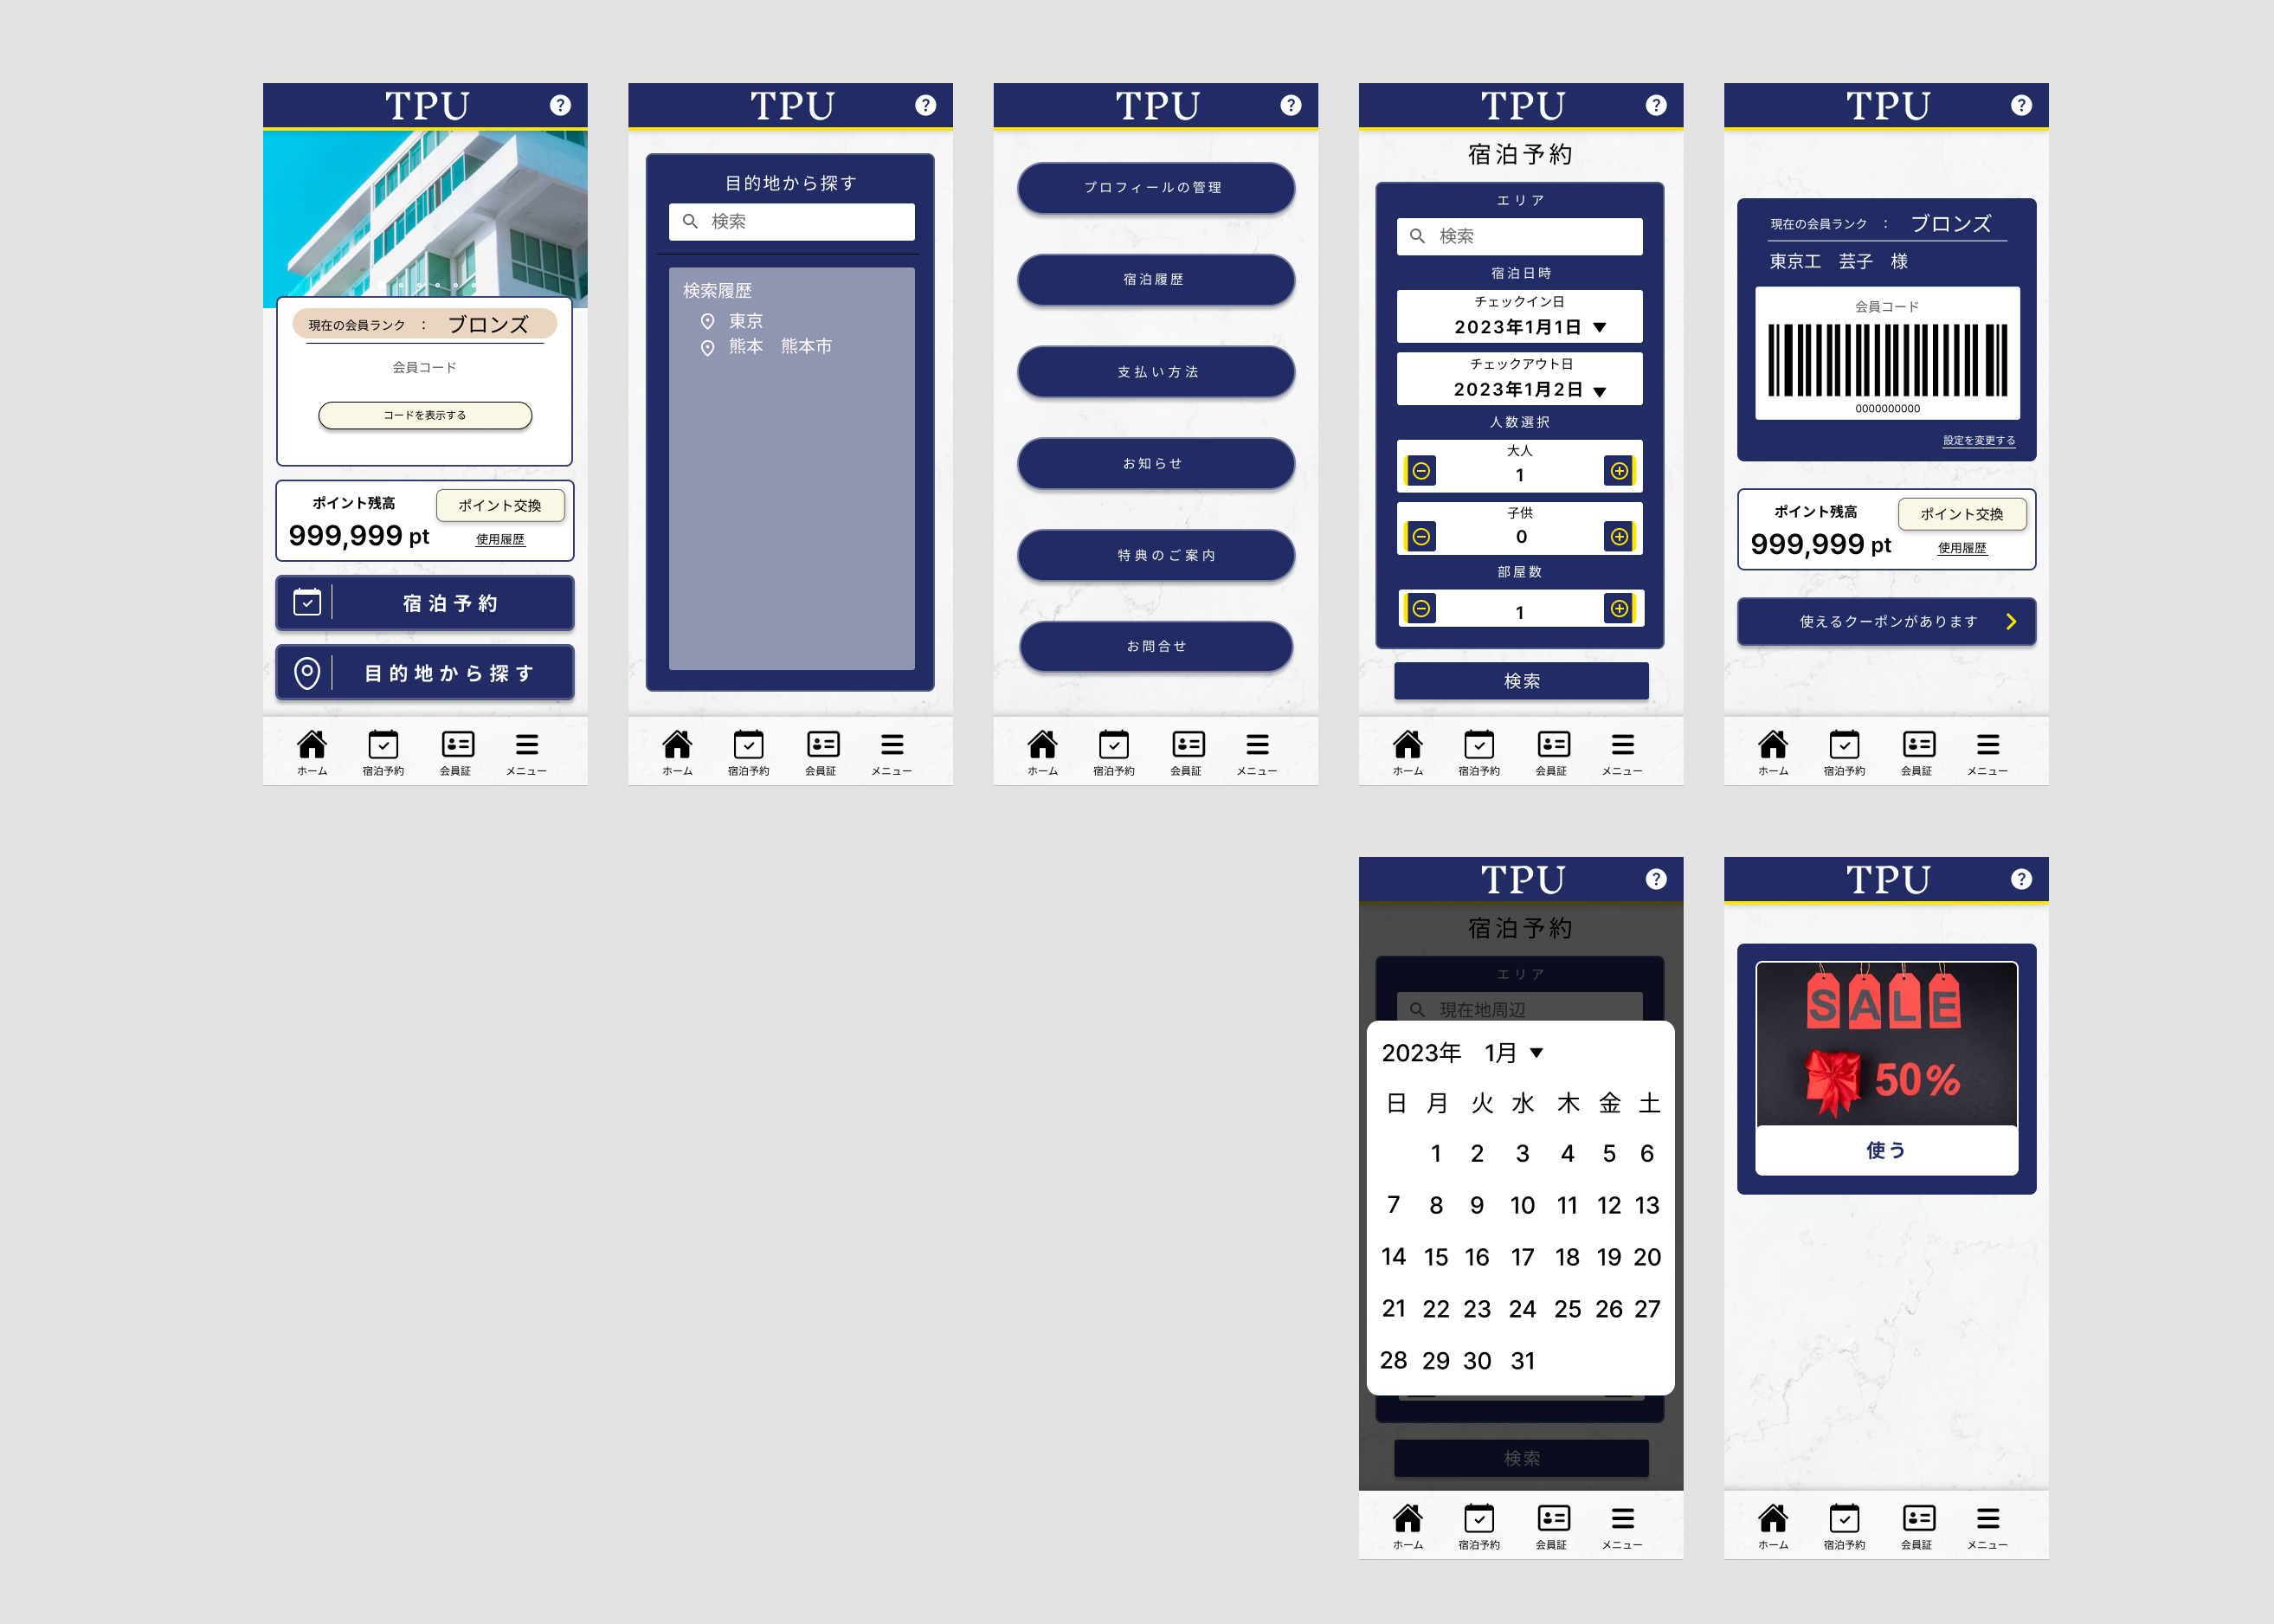 TPU
?
現在の会員ランク : ブロンズ
会員コード
コードを表示する
ポイント残高
ポイント交換
999,999 pt
使用履歴
宿泊予約
目的地から探す
ホーム 宿泊予約 会員証 メニュー
TPU
?
目的地から探す
検索
検索履歴
東京
熊本 熊本市
ホーム 宿泊予約 会員証 メニュー
TPU
?
プロフィールの管理
宿泊履歴
支払い方法
お知らせ
特典のご案内
お問合せ
ホーム 宿泊予約 会員証 メニュー
TPU
?
宿泊予約
エリア
検索
宿泊日時
チェックイン日
2023年1月1日 ▼
チェックアウト日
2023年1月2日 ▼
人数選択
大人
1
子供
0
部屋数
1
検索
ホーム 宿泊予約 会員証 メニュー
TPU
?
現在の会員ランク : ブロンズ
東京工 芸子 様
会員コード
0000000000
設定を変更する
ポイント残高
ポイント交換
999,999 pt
使用履歴
使えるクーポンがあります
ホーム 宿泊予約 会員証 メニュー
TPU
?
宿泊予約
エリア
現在地周辺
2023年 1月 ▼
日 月 火 水 木 金 土
1 2 3 4 5 6
7 8 9 10 11 12 13
14 15 16 17 18 19 20
21 22 23 24 25 26 27
28 29 30 31
検索
ホーム 宿泊予約 会員証 メニュー
TPU
?
SALE
50%
使う
ホーム 宿泊予約 会員証 メニュー